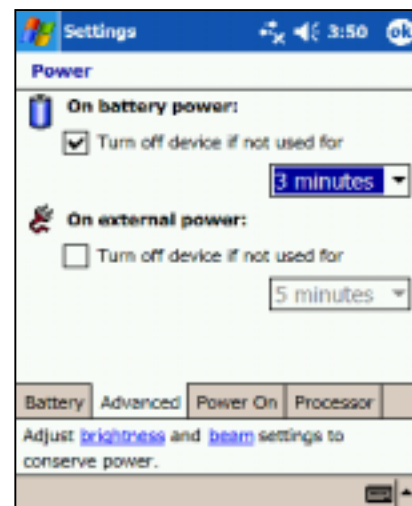 Settings 3:50 ok
Power
On battery power:
Turn off device if not used for
3 minutes
On external power:
Turn off device if not used for
5 minutes
Battery Advanced Power On Processor
Adjust brightness and beam settings to
conserve power.